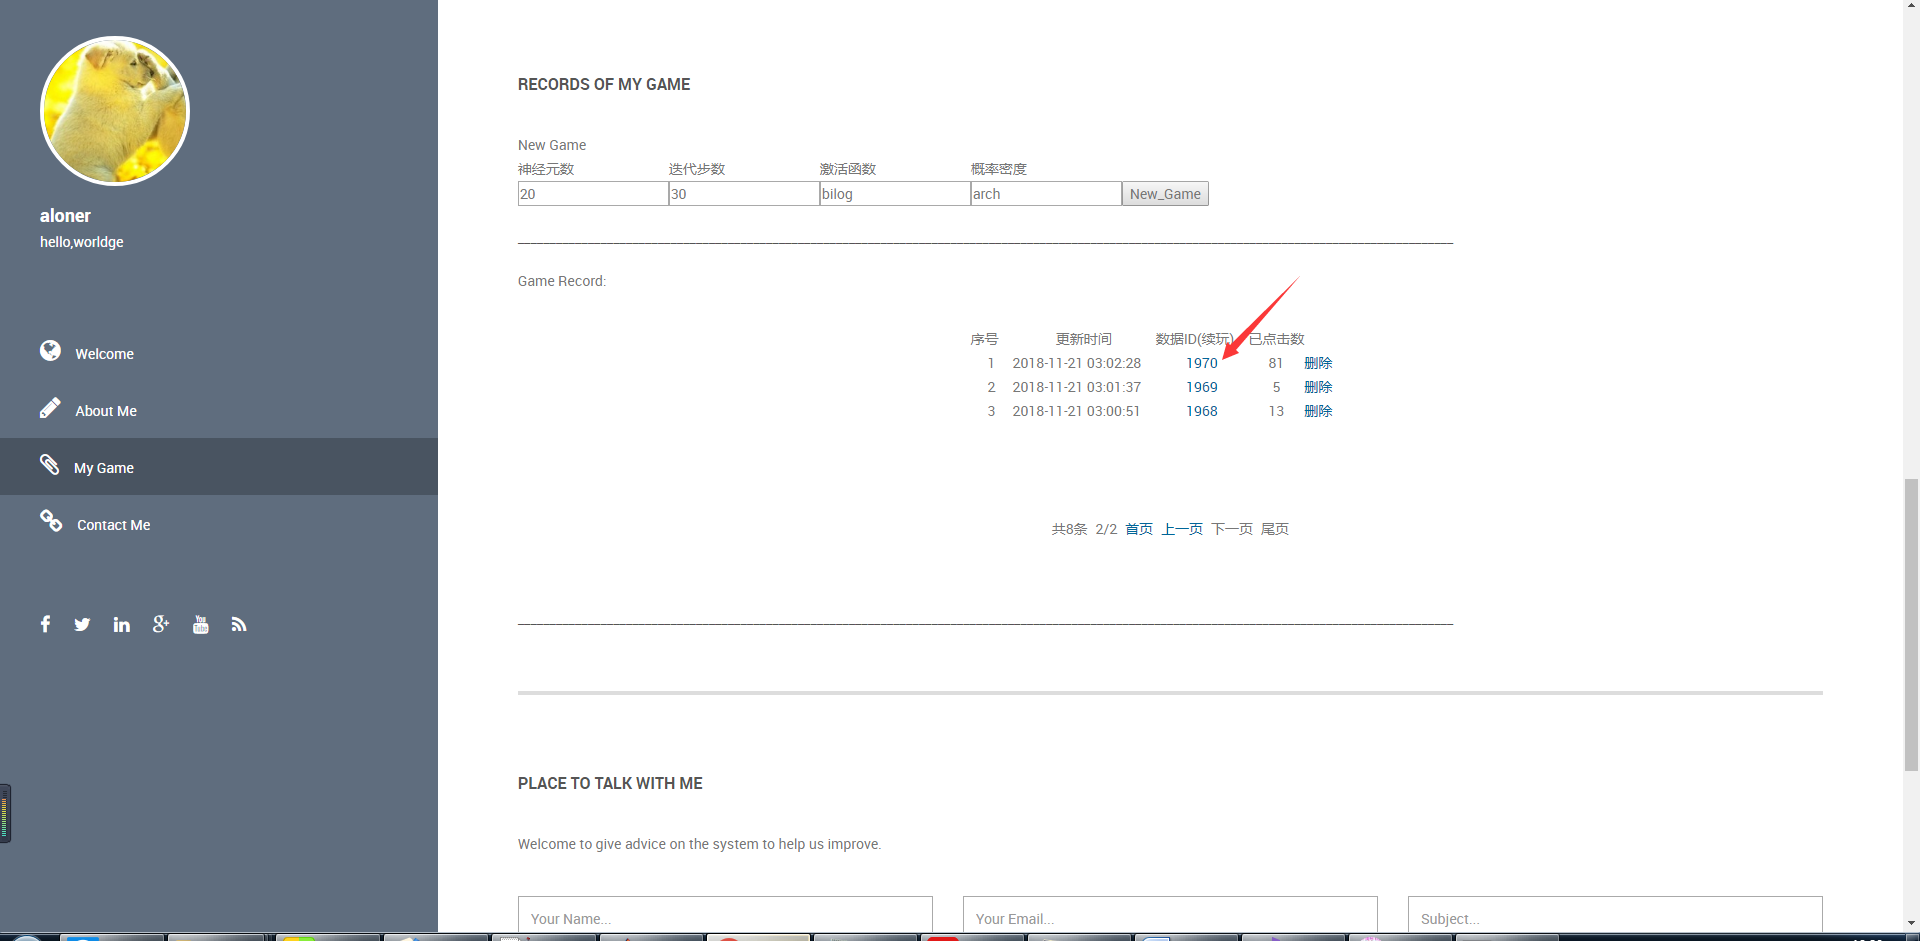 aloner
hello,worldge
Welcome
About Me
My Game
Contact Me
RECORDS OF MY GAME
New Game
神经元数 迭代步数 激活函数 概率密度
20 30 bilog arch New_Game
Game Record:
序号 更新时间 数据ID(续玩) 已点击数
1 2018-11-21 03:02:28 1970 81 删除
2 2018-11-21 03:01:37 1969 5 删除
3 2018-11-21 03:00:51 1968 13 删除
共8条 2/2 首页 上一页 下一页 尾页
PLACE TO TALK WITH ME
Welcome to give advice on the system to help us improve.
Your Name... Your Email... Subject...